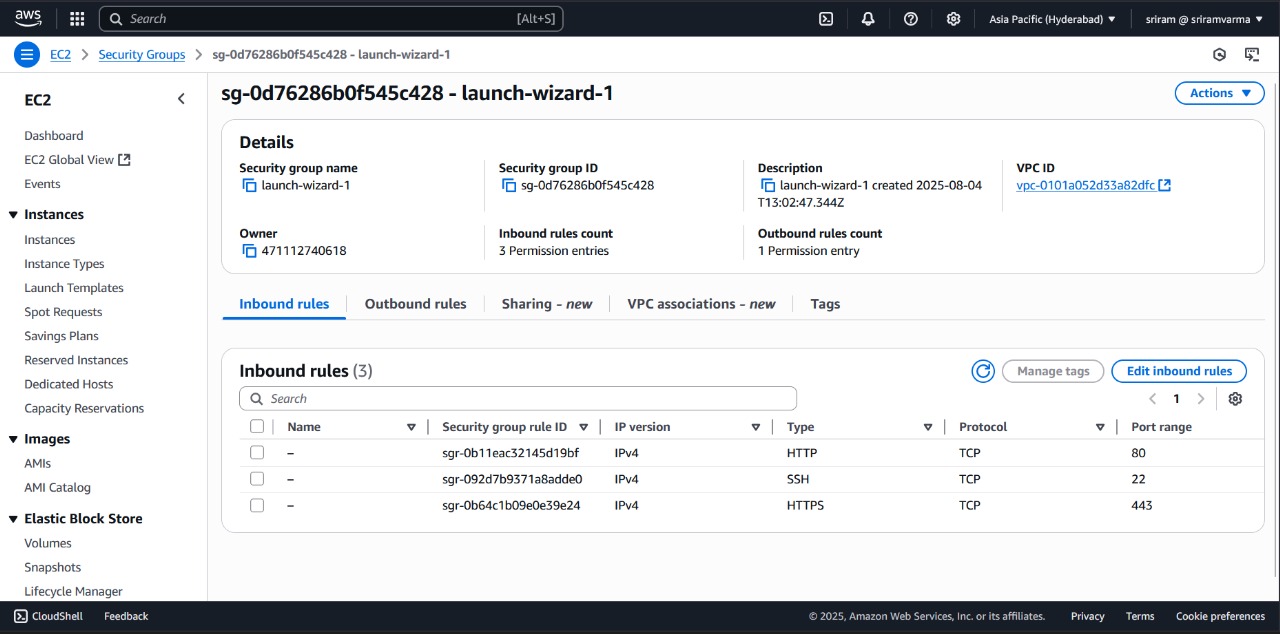 aws
Search [Alt+S]
Asia Pacific (Hyderabad) ▼
sriram @ sriramvarma ▼
EC2 > Security Groups > sg-0d76286b0f545c428 - launch-wizard-1
EC2
Dashboard
EC2 Global View
Events
Instances
Instances
Instance Types
Launch Templates
Spot Requests
Savings Plans
Reserved Instances
Dedicated Hosts
Capacity Reservations
Images
AMIs
AMI Catalog
Elastic Block Store
Volumes
Snapshots
Lifecycle Manager
sg-0d76286b0f545c428 - launch-wizard-1
Actions ▼
Details
Security group name
launch-wizard-1
Security group ID
sg-0d76286b0f545c428
Description
launch-wizard-1 created 2025-08-04
T13:02:47.344Z
VPC ID
vpc-0101a052d33a82dfc
Owner
471112740618
Inbound rules count
3 Permission entries
Outbound rules count
1 Permission entry
Inbound rules Outbound rules Sharing - new VPC associations - new Tags
Inbound rules (3)
Manage tags Edit inbound rules
Search
1
Name Security group rule ID IP version Type Protocol Port range
– sgr-0b11eac32145d19bf IPv4 HTTP TCP 80
– sgr-092d7b9371a8adde0 IPv4 SSH TCP 22
– sgr-0b64c1b09e0e39e24 IPv4 HTTPS TCP 443
CloudShell Feedback © 2025, Amazon Web Services, Inc. or its affiliates. Privacy Terms Cookie preferences